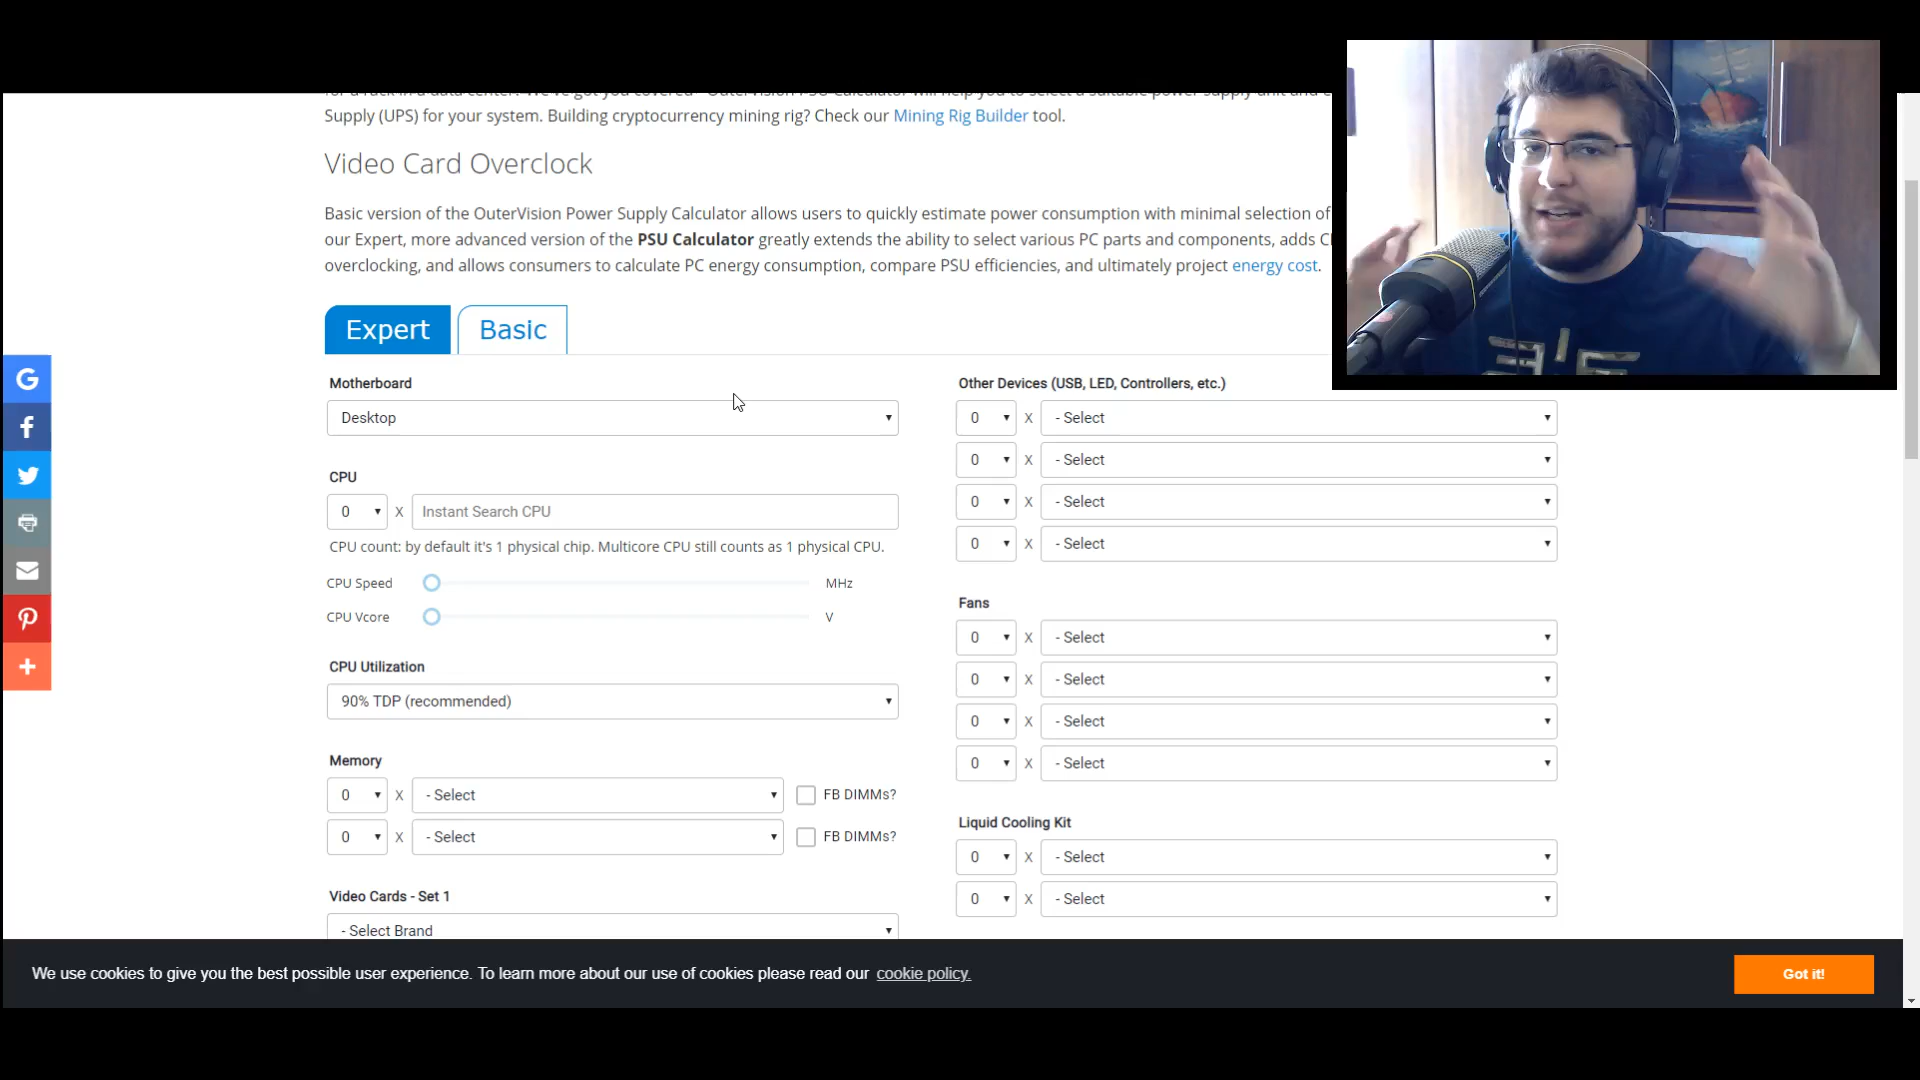 Supply (UPS) for your system. Building cryptocurrency mining rig? Check our Mining Rig Builder tool.
Video Card Overclock
Basic version of the OuterVision Power Supply Calculator allows users to quickly estimate power consumption with minimal selection of
our Expert, more advanced version of the PSU Calculator greatly extends the ability to select various PC parts and components, adds
overclocking, and allows consumers to calculate PC energy consumption, compare PSU efficiencies, and ultimately project energy cost.
Expert
Basic
Motherboard
Desktop
CPU
0 X Instant Search CPU
CPU count: by default it's 1 physical chip. Multicore CPU still counts as 1 physical CPU.
CPU Speed MHz
CPU Vcore V
CPU Utilization
90% TDP (recommended)
Memory
0 X - Select FB DIMMs?
0 X - Select FB DIMMs?
Video Cards - Set 1
- Select Brand
Other Devices (USB, LED, Controllers, etc.)
0 X - Select
0 X - Select
0 X - Select
0 X - Select
Fans
0 X - Select
0 X - Select
0 X - Select
0 X - Select
Liquid Cooling Kit
0 X - Select
0 X - Select
We use cookies to give you the best possible user experience. To learn more about our use of cookies please read our cookie policy.
Got it!